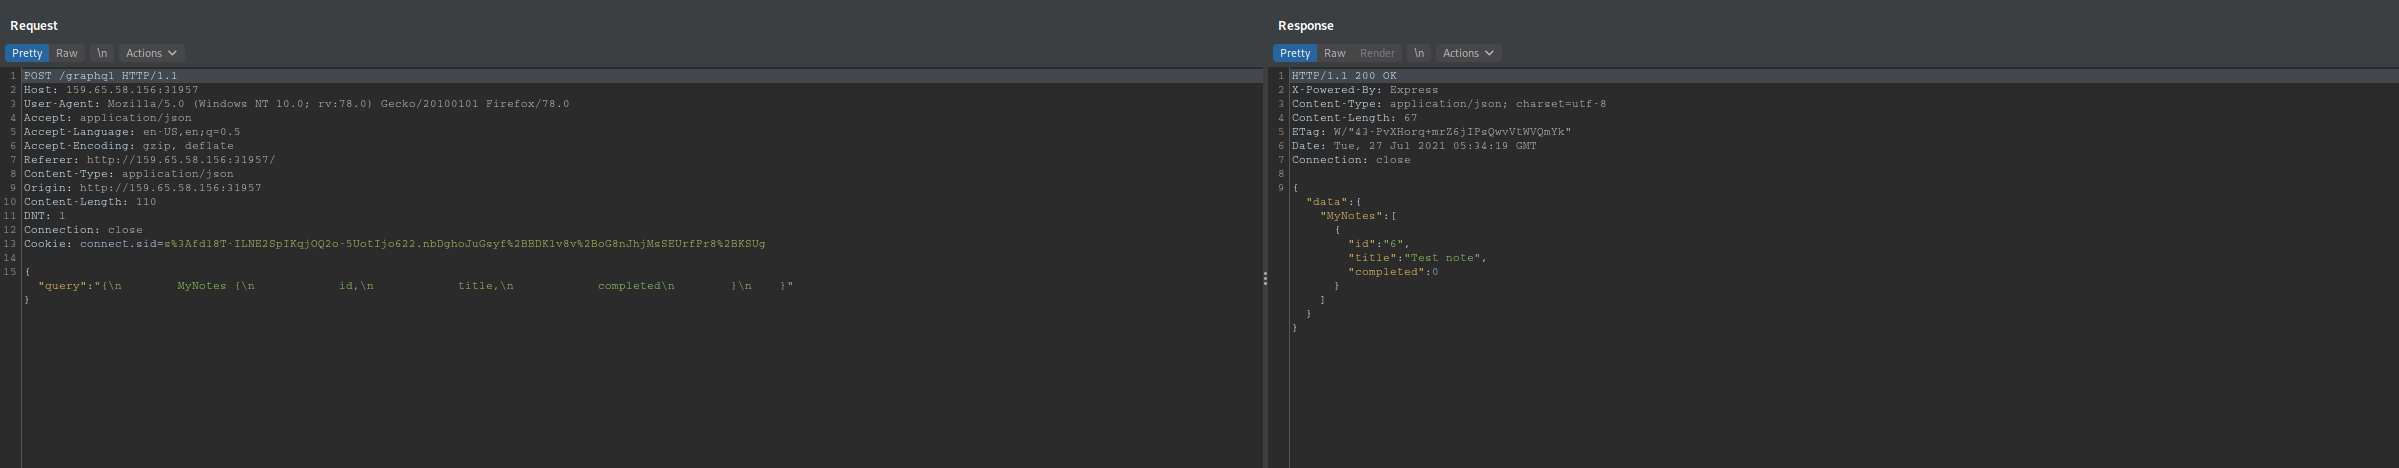 Request
Pretty Raw \n Actions
1 POST /graphql HTTP/1.1
2 Host: 159.65.58.156:31957
3 User-Agent: Mozilla/5.0 (Windows NT 10.0; rv:78.0) Gecko/20100101 Firefox/78.0
4 Accept: application/json
5 Accept-Language: en-US,en;q=0.5
6 Accept-Encoding: gzip, deflate
7 Referer: http://159.65.58.156:31957/
8 Content-Type: application/json
9 Origin: http://159.65.58.156:31957
10 Content-Length: 110
11 DNT: 1
12 Connection: close
13 Cookie: connect.sid=s%3Afdl8T-ILNE2SpIKqjOQ2o-5UotIjo622.nbDghoJuGsyf%2BBDKlv8v%2BoG8nJhjMsSEUrfPr8%2BKSUg
14
15 {
"query":"{\n        MyNotes {\n            id,\n            title,\n            completed\n        }\n    }"
}
Response
Pretty Raw Render \n Actions
1 HTTP/1.1 200 OK
2 X-Powered-By: Express
3 Content-Type: application/json; charset=utf-8
4 Content-Length: 67
5 ETag: W/"43-PvXHorq+mrZ6jIPsQwvVtWVQmYk"
6 Date: Tue, 27 Jul 2021 05:34:19 GMT
7 Connection: close
8
9 {
"data":{
"MyNotes":[
{
"id":"6",
"title":"Test note",
"completed":0
}
]
}
}